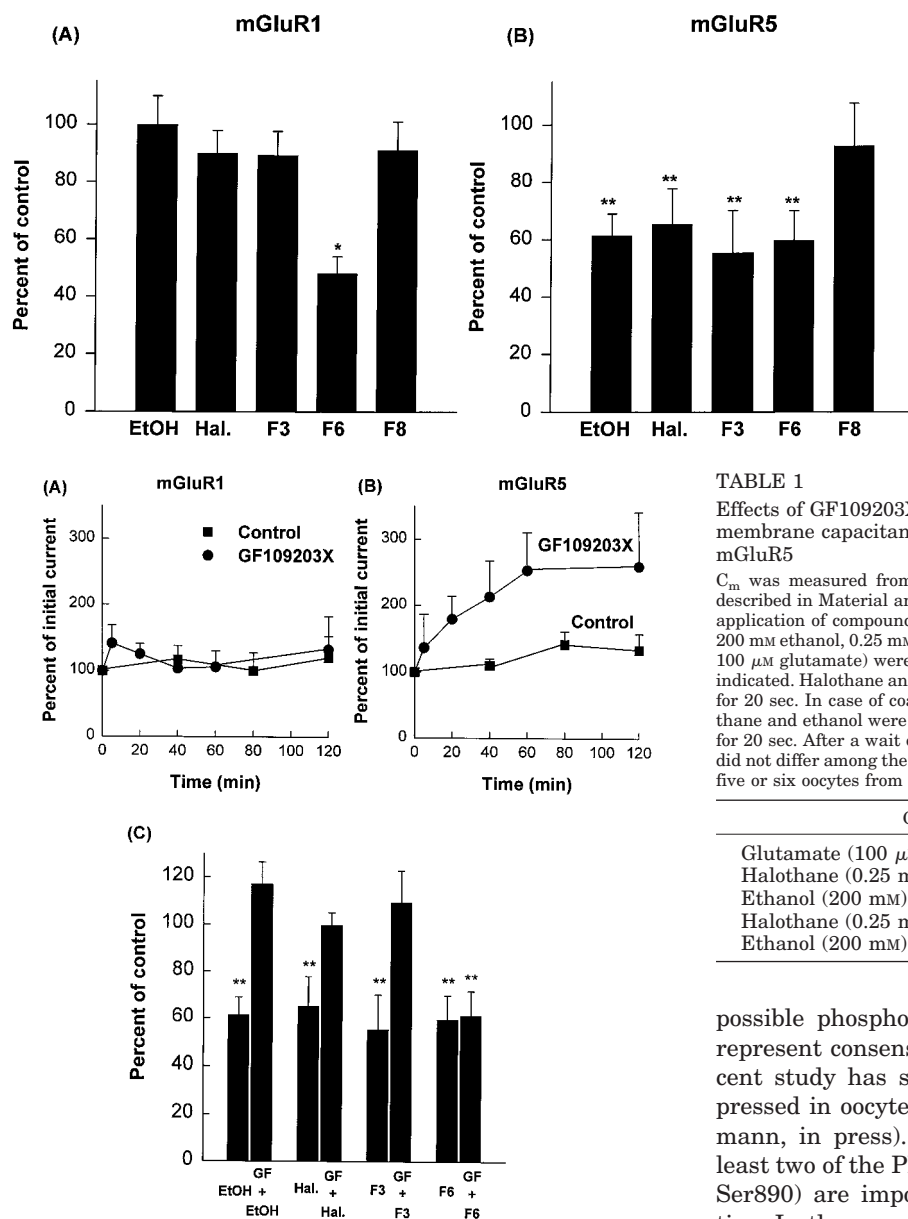 (A)
mGluR1
Percent of control
100
80
60
40
20
0
*
EtOH Hal. F3 F6 F8
(B)
mGluR5
Percent of control
100
80
60
40
20
0
** ** ** **
EtOH Hal. F3 F6 F8
(A)
mGluR1
Percent of initial current
300
200
100
0
Control
GF109203X
0 20 40 60 80 100 120
Time (min)
(B)
mGluR5
Percent of initial current
300
200
100
0
GF109203X
Control
0 20 40 60 80 100 120
Time (min)
(C)
Percent of control
120
100
80
60
40
20
0
** ** ** ** **
EtOH GF + EtOH Hal. GF + Hal. F3 GF + F3 F6 GF + F6
TABLE 1
Effects of GF109203X
membrane capacitan
mGluR5
Cm was measured from
described in Material an
application of compound
200 mM ethanol, 0.25 mM
100 μM glutamate) were
indicated. Halothane an
for 20 sec. In case of coa
thane and ethanol were
for 20 sec. After a wait
did not differ among the
five or six oocytes from
Glutamate (100 μ
Halothane (0.25 m
Ethanol (200 mM)
Halothane (0.25 m
Ethanol (200 mM)
possible phospho
represent consens
cent study has s
pressed in oocyte
mann, in press).
least two of the P
Ser890) are impo